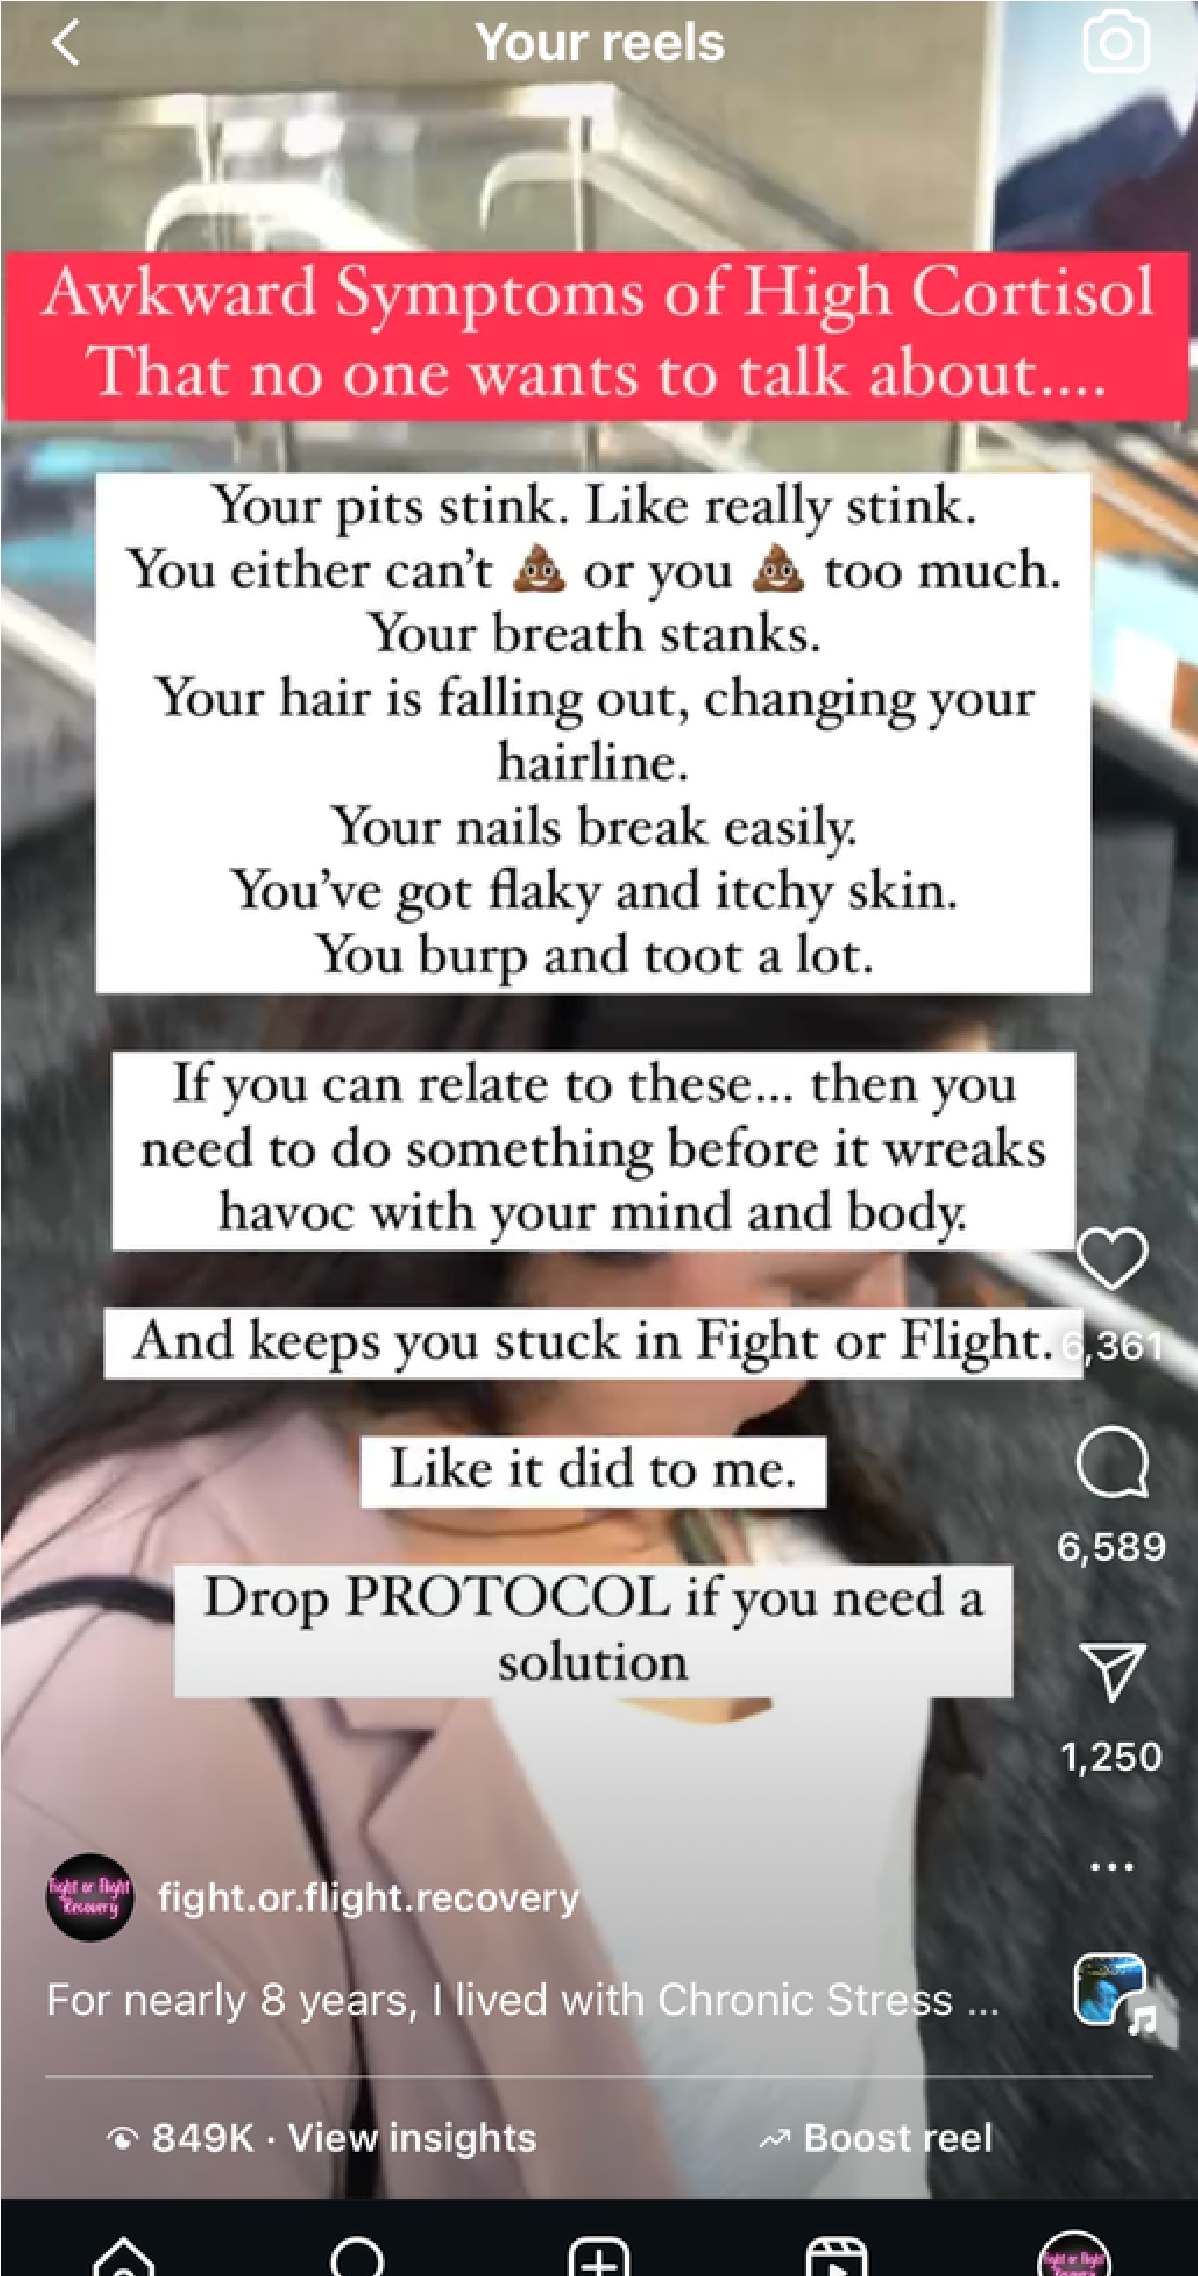 Your reels
Awkward Symptoms of High Cortisol
That no one wants to talk about....
Your pits stink. Like really stink.
You either can't 💩 or you 💩 too much.
Your breath stanks.
Your hair is falling out, changing your
hairline.
Your nails break easily.
You've got flaky and itchy skin.
You burp and toot a lot.
If you can relate to these... then you
need to do something before it wreaks
havoc with your mind and body.
And keeps you stuck in Fight or Flight.
6,361
Like it did to me.
6,589
Drop PROTOCOL if you need a
solution
1,250
Fight or Flight
Recovery
fight.or.flight.recovery
For nearly 8 years, I lived with Chronic Stress ...
849K · View insights
Boost reel
Fight or Flight
Recovery